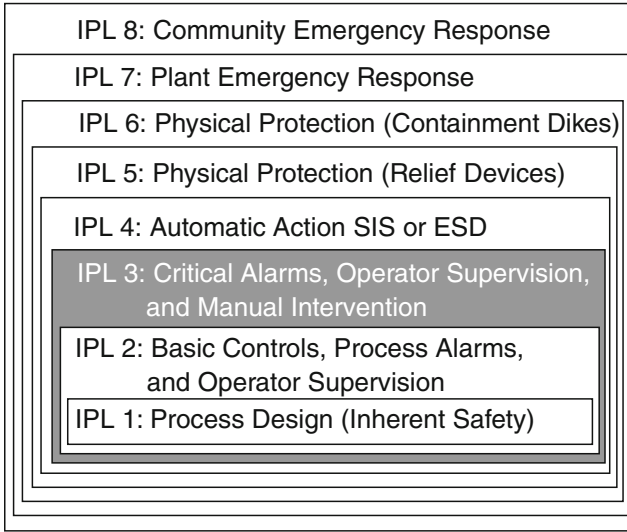 IPL 8: Community Emergency Response
IPL 7: Plant Emergency Response
IPL 6: Physical Protection (Containment Dikes)
IPL 5: Physical Protection (Relief Devices)
IPL 4: Automatic Action SIS or ESD
IPL 3: Critical Alarms, Operator Supervision,
and Manual Intervention
IPL 2: Basic Controls, Process Alarms,
and Operator Supervision
IPL 1: Process Design (Inherent Safety)